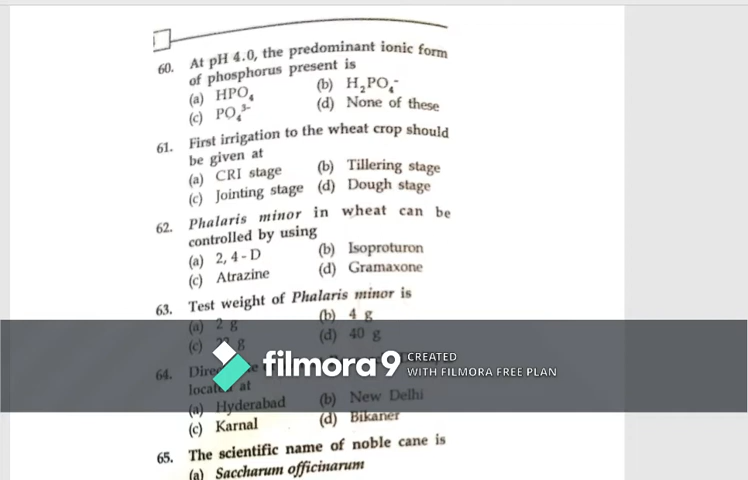 60. At pH 4.0, the predominant ionic form
of phosphorus present is
(a) HPO₄ (b) H₂PO₄⁻
(c) PO₄³⁻ (d) None of these
61. First irrigation to the wheat crop should
be given at
(a) CRI stage (b) Tillering stage
(c) Jointing stage (d) Dough stage
62. Phalaris minor in wheat can be
controlled by using
(a) 2, 4 - D (b) Isoproturon
(c) Atrazine (d) Gramaxone
63. Test weight of Phalaris minor is
(a) 2 g (b) 4 g
(c) g (d) 40 g
filmora9 CREATED
WITH FILMORA FREE PLAN
64.
located at
(a) Hyderabad (b) New Delhi
(c) Karnal (d) Bikaner
65. The scientific name of noble cane is
(a) Saccharum officinarum